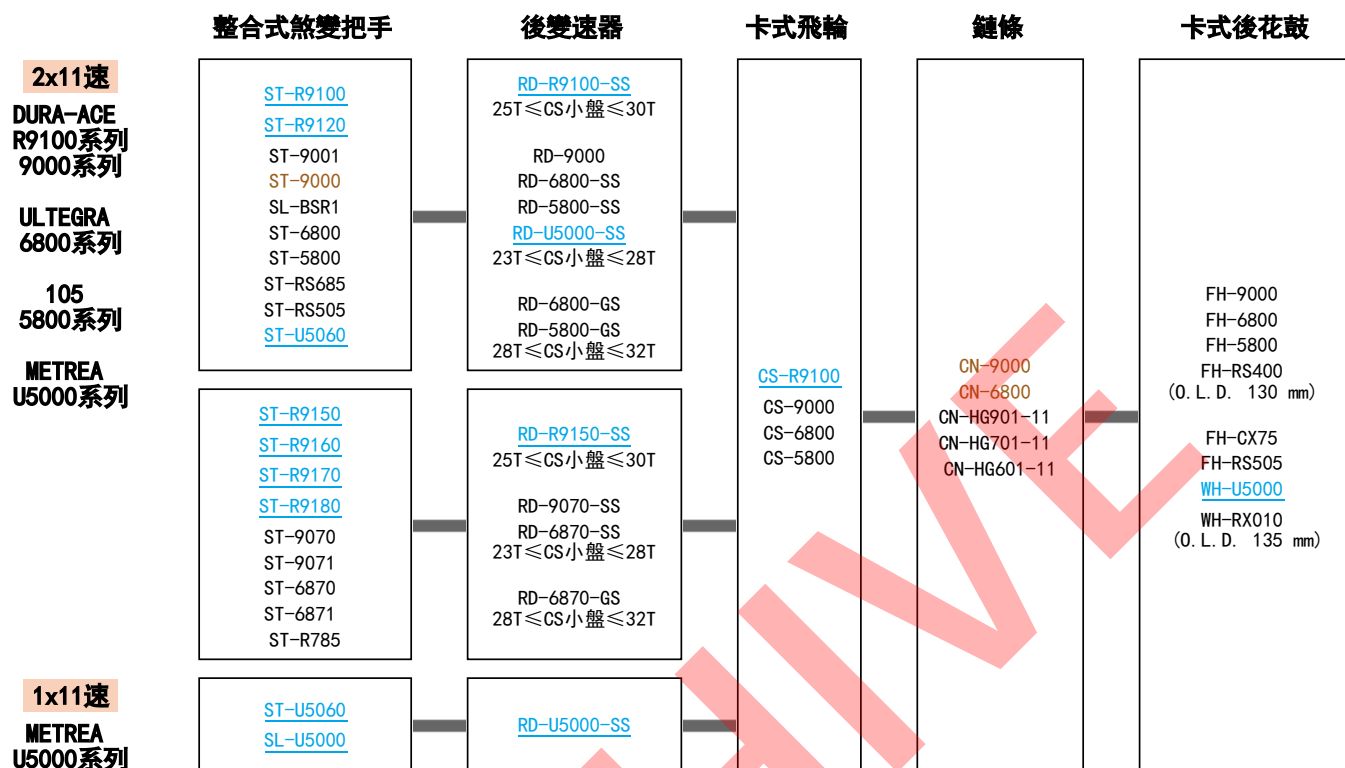 整合式煞變把手
後變速器
卡式飛輪
鏈條
卡式後花鼓
2x11速
DURA-ACE
R9100系列
9000系列
ULTEGRA
6800系列
105
5800系列
METREA
U5000系列
ST-R9100
ST-R9120
ST-9001
ST-9000
SL-BSR1
ST-6800
ST-5800
ST-RS685
ST-RS505
ST-U5060
RD-R9100-SS
25T≤CS小盤≤30T
RD-9000
RD-6800-SS
RD-5800-SS
RD-U5000-SS
23T≤CS小盤≤28T
RD-6800-GS
RD-5800-GS
28T≤CS小盤≤32T
ST-R9150
ST-R9160
ST-R9170
ST-R9180
ST-9070
ST-9071
ST-6870
ST-6871
ST-R785
RD-R9150-SS
25T≤CS小盤≤30T
RD-9070-SS
RD-6870-SS
23T≤CS小盤≤28T
RD-6870-GS
28T≤CS小盤≤32T
CS-R9100
CS-9000
CS-6800
CS-5800
CN-9000
CN-6800
CN-HG901-11
CN-HG701-11
CN-HG601-11
FH-9000
FH-6800
FH-5800
FH-RS400
(O.L.D. 130 mm)
FH-CX75
FH-RS505
WH-U5000
WH-RX010
(O.L.D. 135 mm)
1x11速
METREA
U5000系列
ST-U5060
SL-U5000
RD-U5000-SS
HIVE